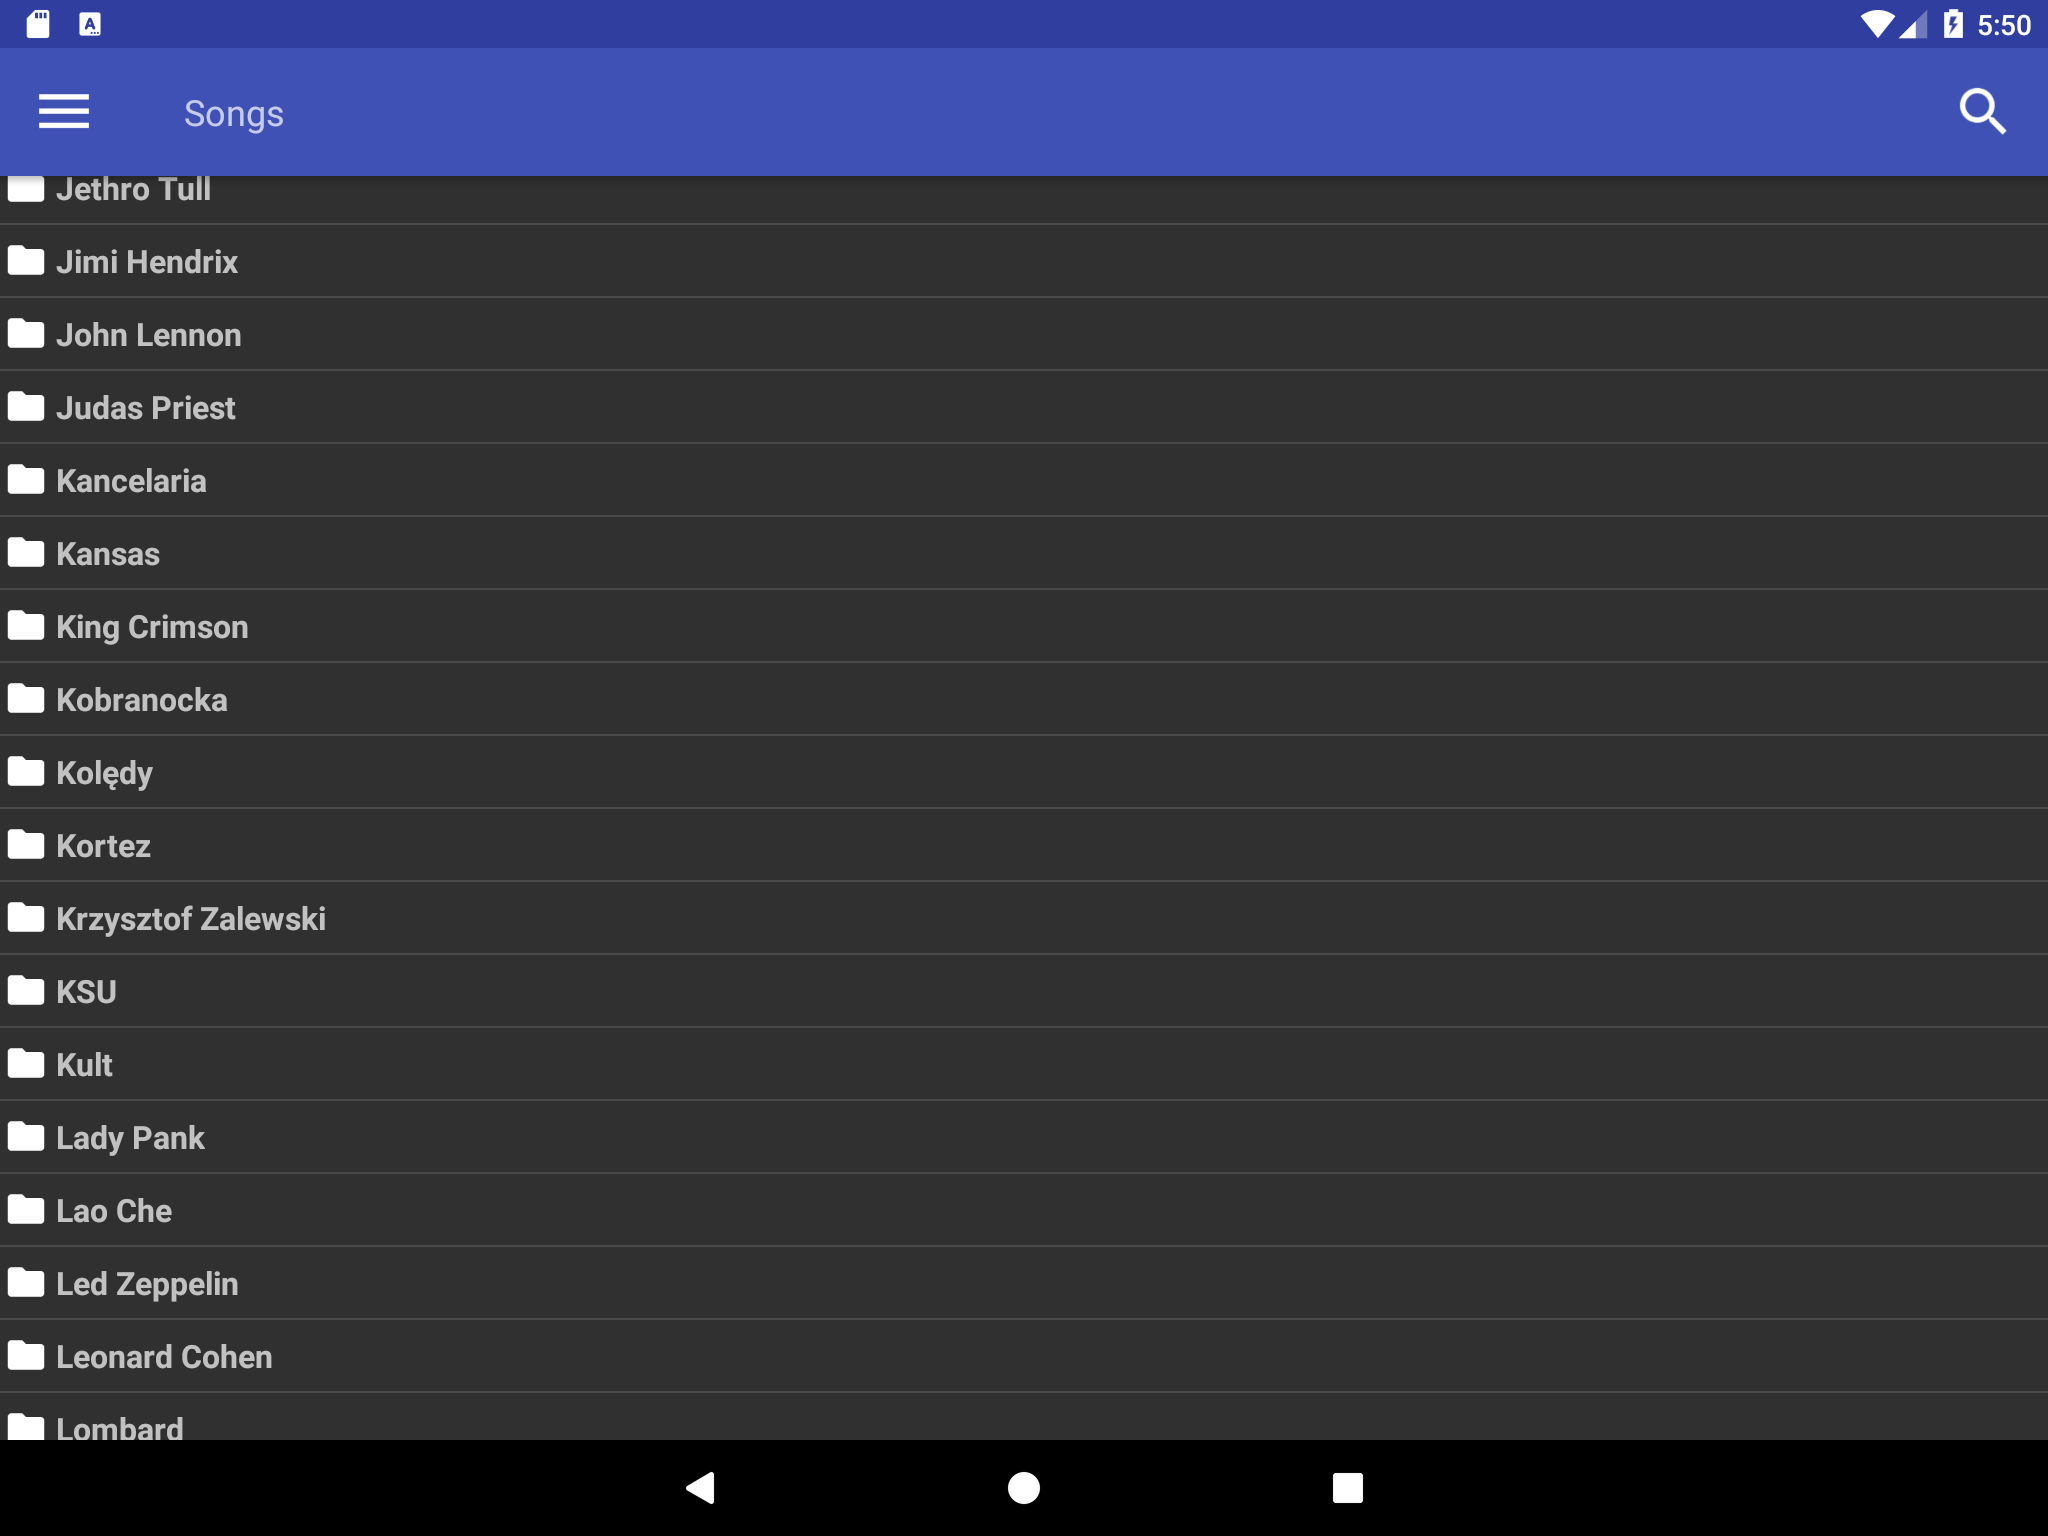 5:50
Songs
Jethro Tull
Jimi Hendrix
John Lennon
Judas Priest
Kancelaria
Kansas
King Crimson
Kobranocka
Kolędy
Kortez
Krzysztof Zalewski
KSU
Kult
Lady Pank
Lao Che
Led Zeppelin
Leonard Cohen
Lombard